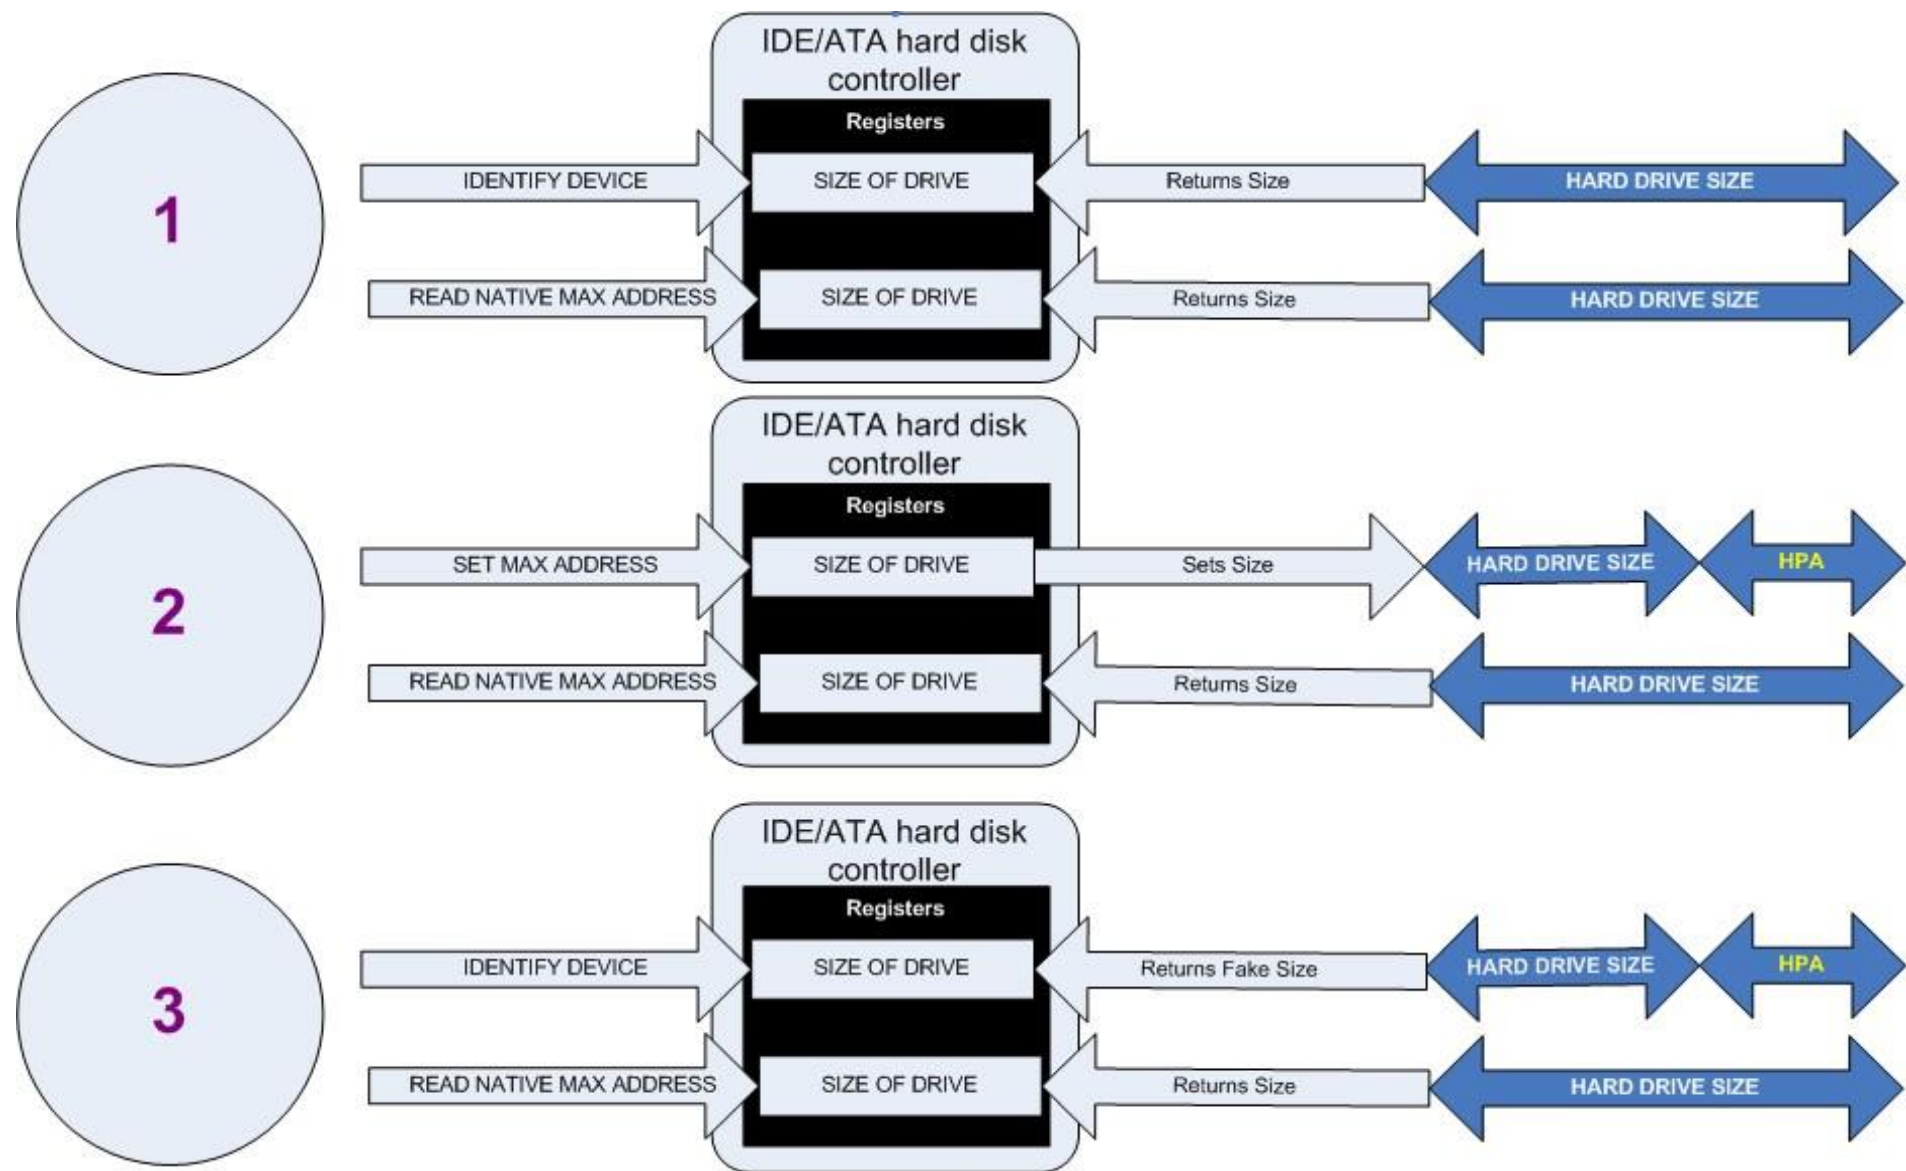 1
IDE/ATA hard disk
controller
Registers
IDENTIFY DEVICE
SIZE OF DRIVE
Returns Size
HARD DRIVE SIZE
READ NATIVE MAX ADDRESS
SIZE OF DRIVE
Returns Size
HARD DRIVE SIZE
2
IDE/ATA hard disk
controller
Registers
SET MAX ADDRESS
SIZE OF DRIVE
Sets Size
HARD DRIVE SIZE
HPA
READ NATIVE MAX ADDRESS
SIZE OF DRIVE
Returns Size
HARD DRIVE SIZE
3
IDE/ATA hard disk
controller
Registers
IDENTIFY DEVICE
SIZE OF DRIVE
Returns Fake Size
HARD DRIVE SIZE
HPA
READ NATIVE MAX ADDRESS
SIZE OF DRIVE
Returns Size
HARD DRIVE SIZE